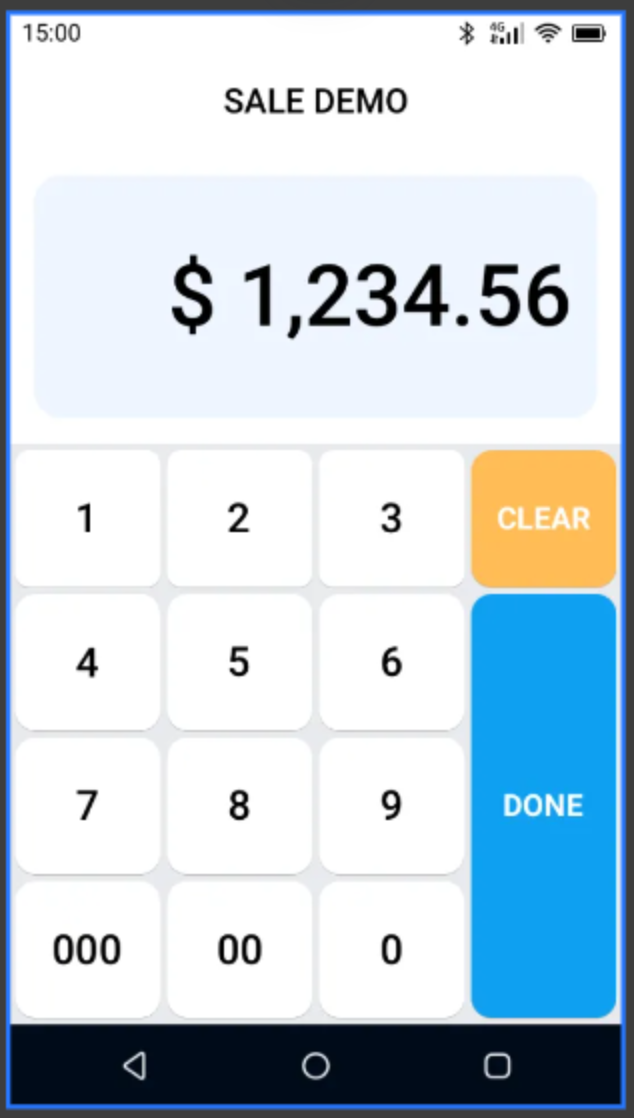 15:00 4G
SALE DEMO
$ 1,234.56
1 2 3 CLEAR
4 5 6
7 8 9 DONE
000 00 0